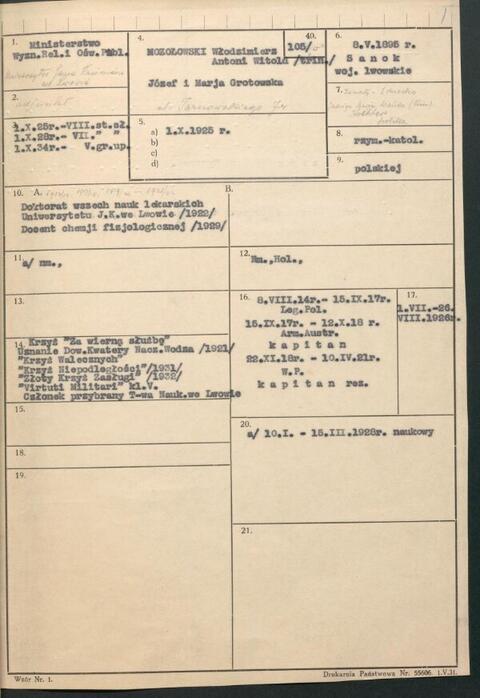 1.
Ministerstwo
Wyzn.Rel.i Ośw.Publ.
we Lwowie
2.
adjunkt
1.X.25r.-VIII.st.sł.
1.X.28r.- VII. " "
1.X.34r.- V.gr.up.
4.
MOZOŁOWSKI Włodzimierz
Antoni Witold /trim./
Józef i Marja Grotowska
ul. Tarnowskiego
40.
105/
5.
a) 1.X.1925 r.
b)
c)
d)
6.
8.V.1895 r.
Sanok
woj. lwowskie
7.
8.
rzym.-katol.
9.
polskiej
10. A.
Doktorat wszech nauk lekarskich
Uniwersytetu J.K.we Lwowie /1922/
Docent chemji fizjologicznej /1929/
B.
11.
a/ nm.,
12.
Nm.,Hol.,
13.
14. Krzyż "Za wierną służbę"
Uznanie Dow.Kwatery Nacz.Wodza /1921/
"Krzyż Walecznych"
"Krzyż Niepodległości"/1931/
"Złoty Krzyż Zasługi" /1932/
"Virtuti Militari" kl.V.
Członek przybrany T-wa Nauk.we Lwowie
15.
16.
8.VIII.14r.- 15.IX.17r.
Leg.Pol.
15.IX.17r. - 12.X.18 r.
Arm.Austr.
kapitan
22.XI.18r. - 10.IV.21r.
W.P.
kapitan rez.
17.
1.VII.-26.
VIII.1926r.
18.
19.
20.
a/ 10.I. - 15.III.1928r. naukowy
21.
Wzór Nr. 1.
Drukarnia Państwowa Nr. 55606. 1.V.31.